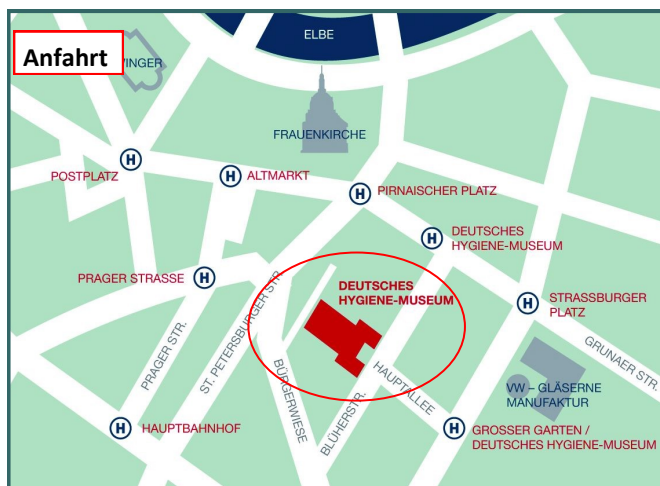 ELBE
Anfahrt
INGER
FRAUENKIRCHE
H
POSTPLATZ
H
ALTMARKT
H
PIRNAISCHER PLATZ
H
DEUTSCHES
HYGIENE-MUSEUM
H
PRAGER STRASSE
DEUTSCHES
HYGIENE-MUSEUM
H
STRASSBURGER
PLATZ
PRAGER STR.
ST. PETERSBURGER STR.
BÜRGERWIESE
BLÜHERSTR.
HAUPTALLEE
GRUNAER STR.
VW – GLÄSERNE
MANUFAKTUR
H
HAUPTBAHNHOF
H
GROSSER GARTEN /
DEUTSCHES HYGIENE-MUSEUM